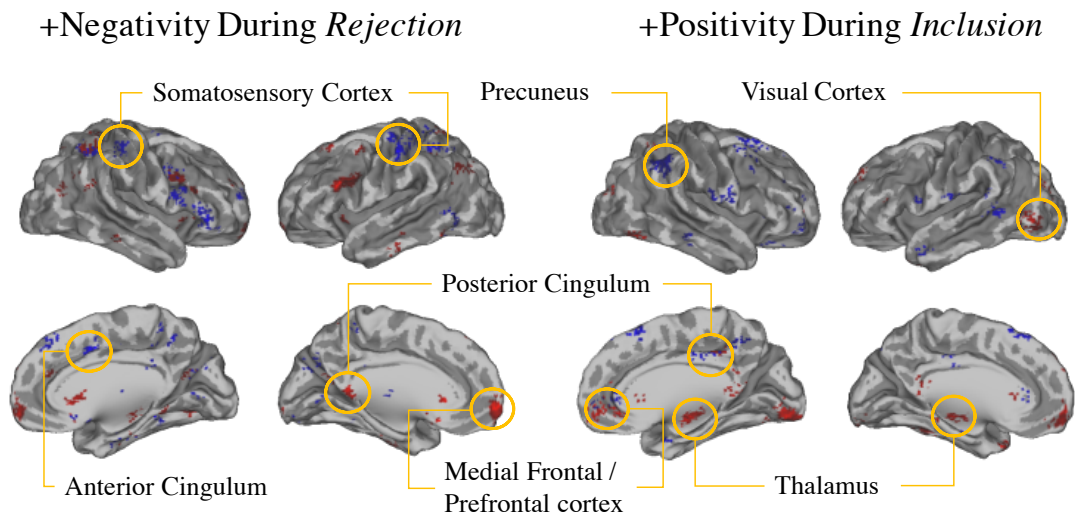 +Negativity During Rejection
+Positivity During Inclusion
Somatosensory Cortex
Precuneus
Visual Cortex
Posterior Cingulum
Anterior Cingulum
Medial Frontal /
Prefrontal cortex
Thalamus